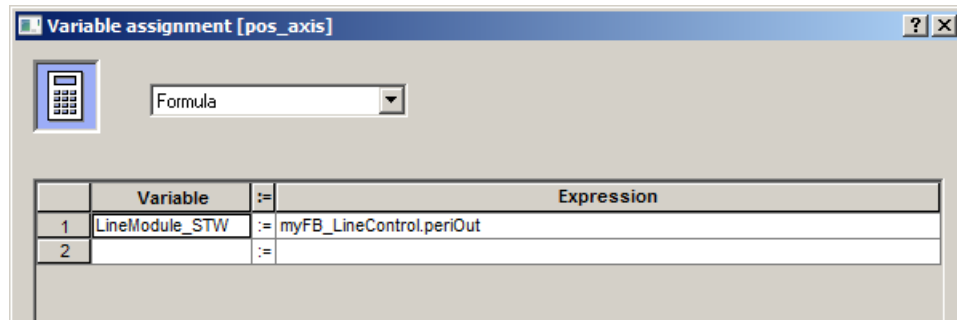 Variable assignment [pos_axis]
Formula
Variable := Expression
1 LineModule_STW := myFB_LineControl.periOut
2 :=